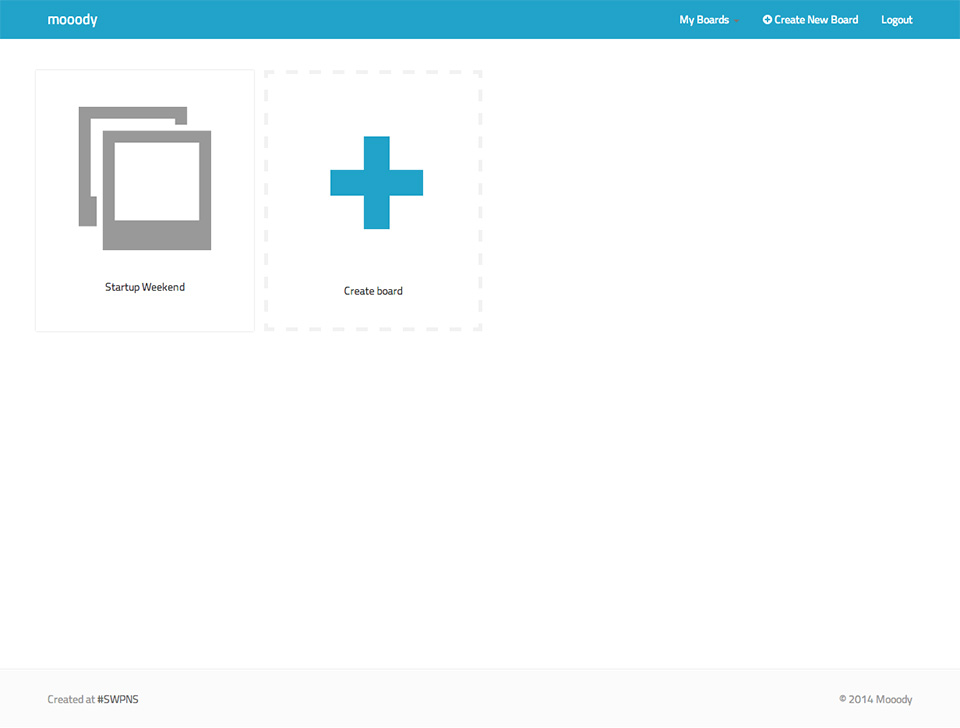 mooody
My Boards
Create New Board
Logout
Startup Weekend
Create board
Created at #SWPNS
© 2014 Mooody